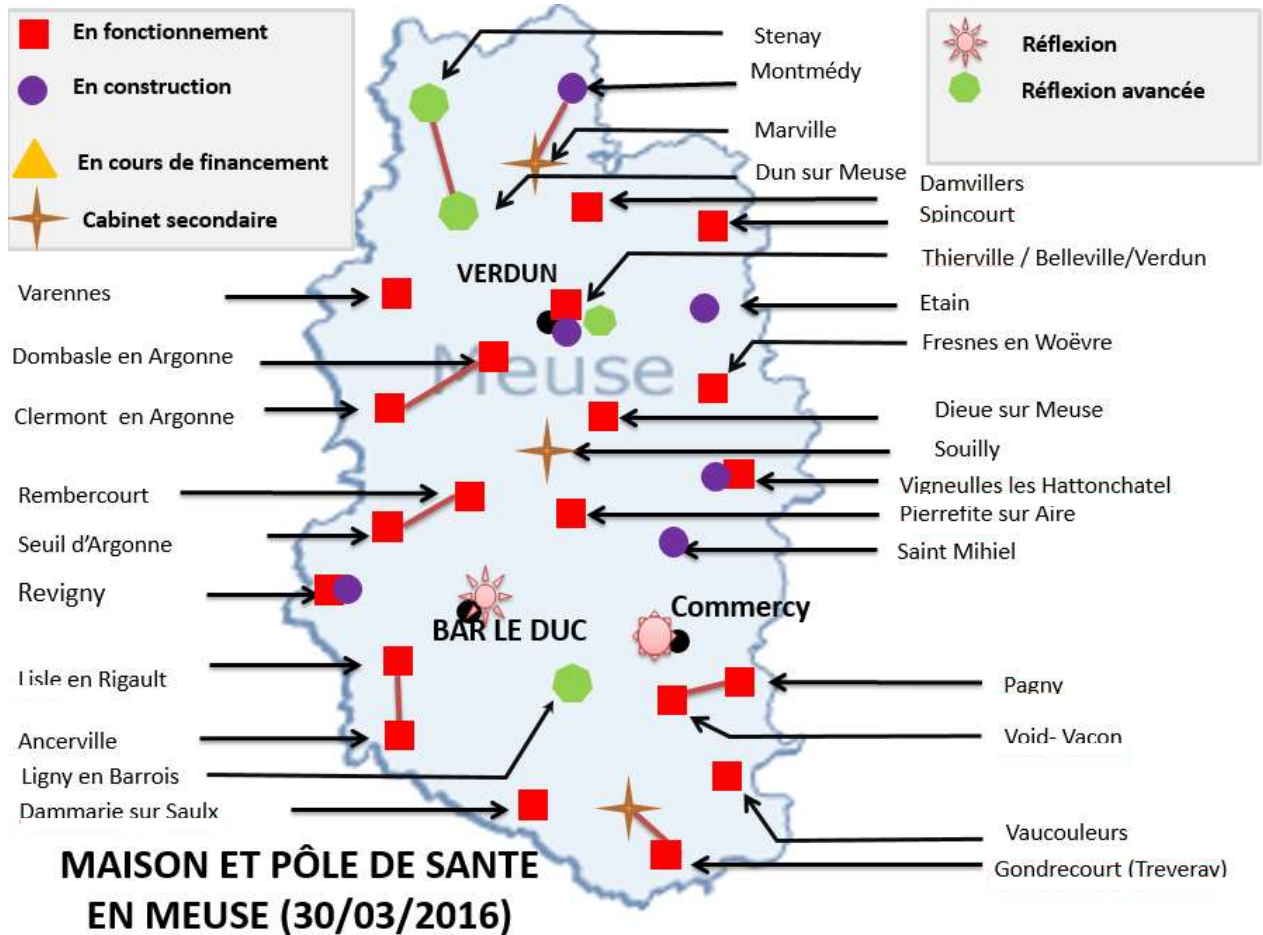 En fonctionnement
En construction
En cours de financement
Cabinet secondaire
Réflexion
Réflexion avancée
Stenay
Montmédy
Marville
Dun sur Meuse
Damvillers
Spincourt
Thierville / Belleville/Verdun
Etain
Fresnes en Woëvre
Dieue sur Meuse
Souilly
Vigneulles les Hattonchatel
Pierrefitte sur Aire
Saint Mihiel
Pagny
Void- Vacon
Vaucouleurs
Gondrecourt (Treveray)
Varennes
Dombasle en Argonne
Clermont en Argonne
Rembercourt
Seuil d'Argonne
Revigny
Lisle en Rigault
Ancerville
Ligny en Barrois
Dammarie sur Saulx
VERDUN
Meuse
BAR LE DUC
Commercy
MAISON ET PÔLE DE SANTE
EN MEUSE (30/03/2016)